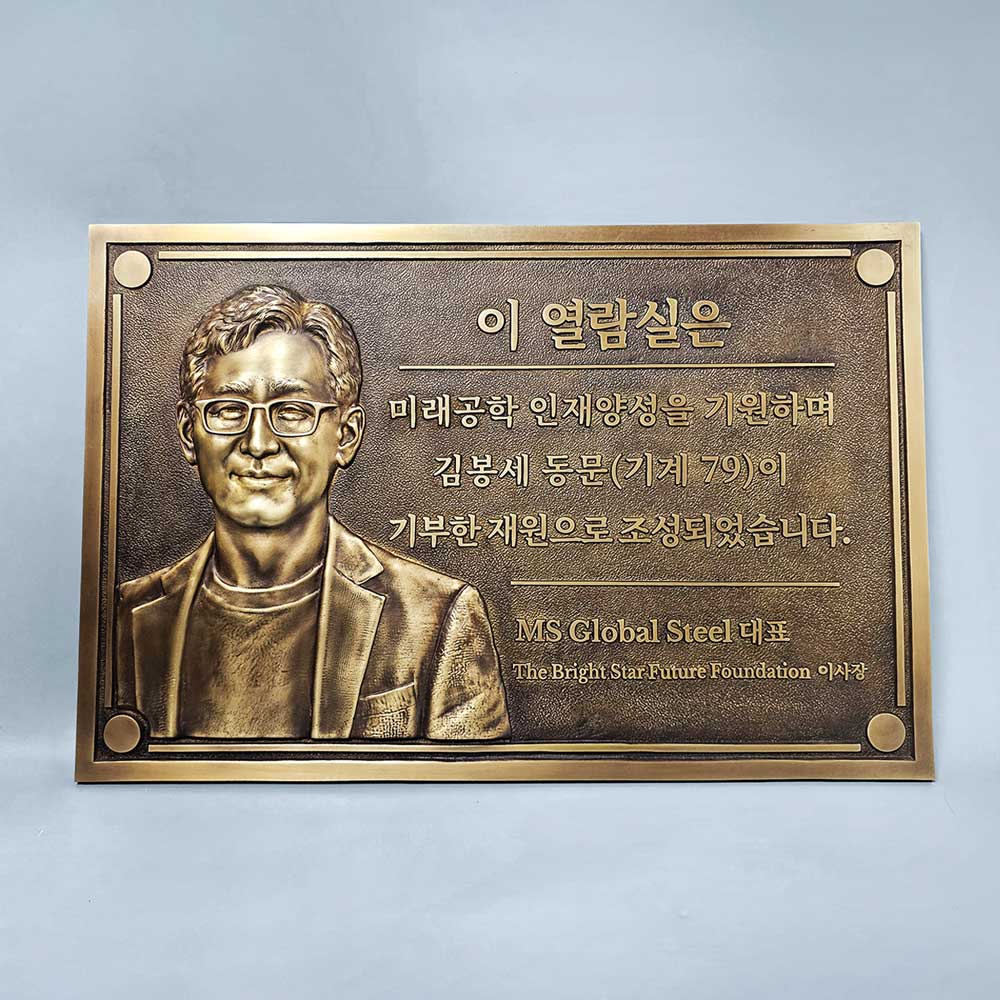 이 열람실은
미래공학 인재양성을 기원하며
김봉세 동문(기계 79)이
기부한 재원으로 조성되었습니다.
MS Global Steel 대표
The Bright Star Future Foundation 이사장